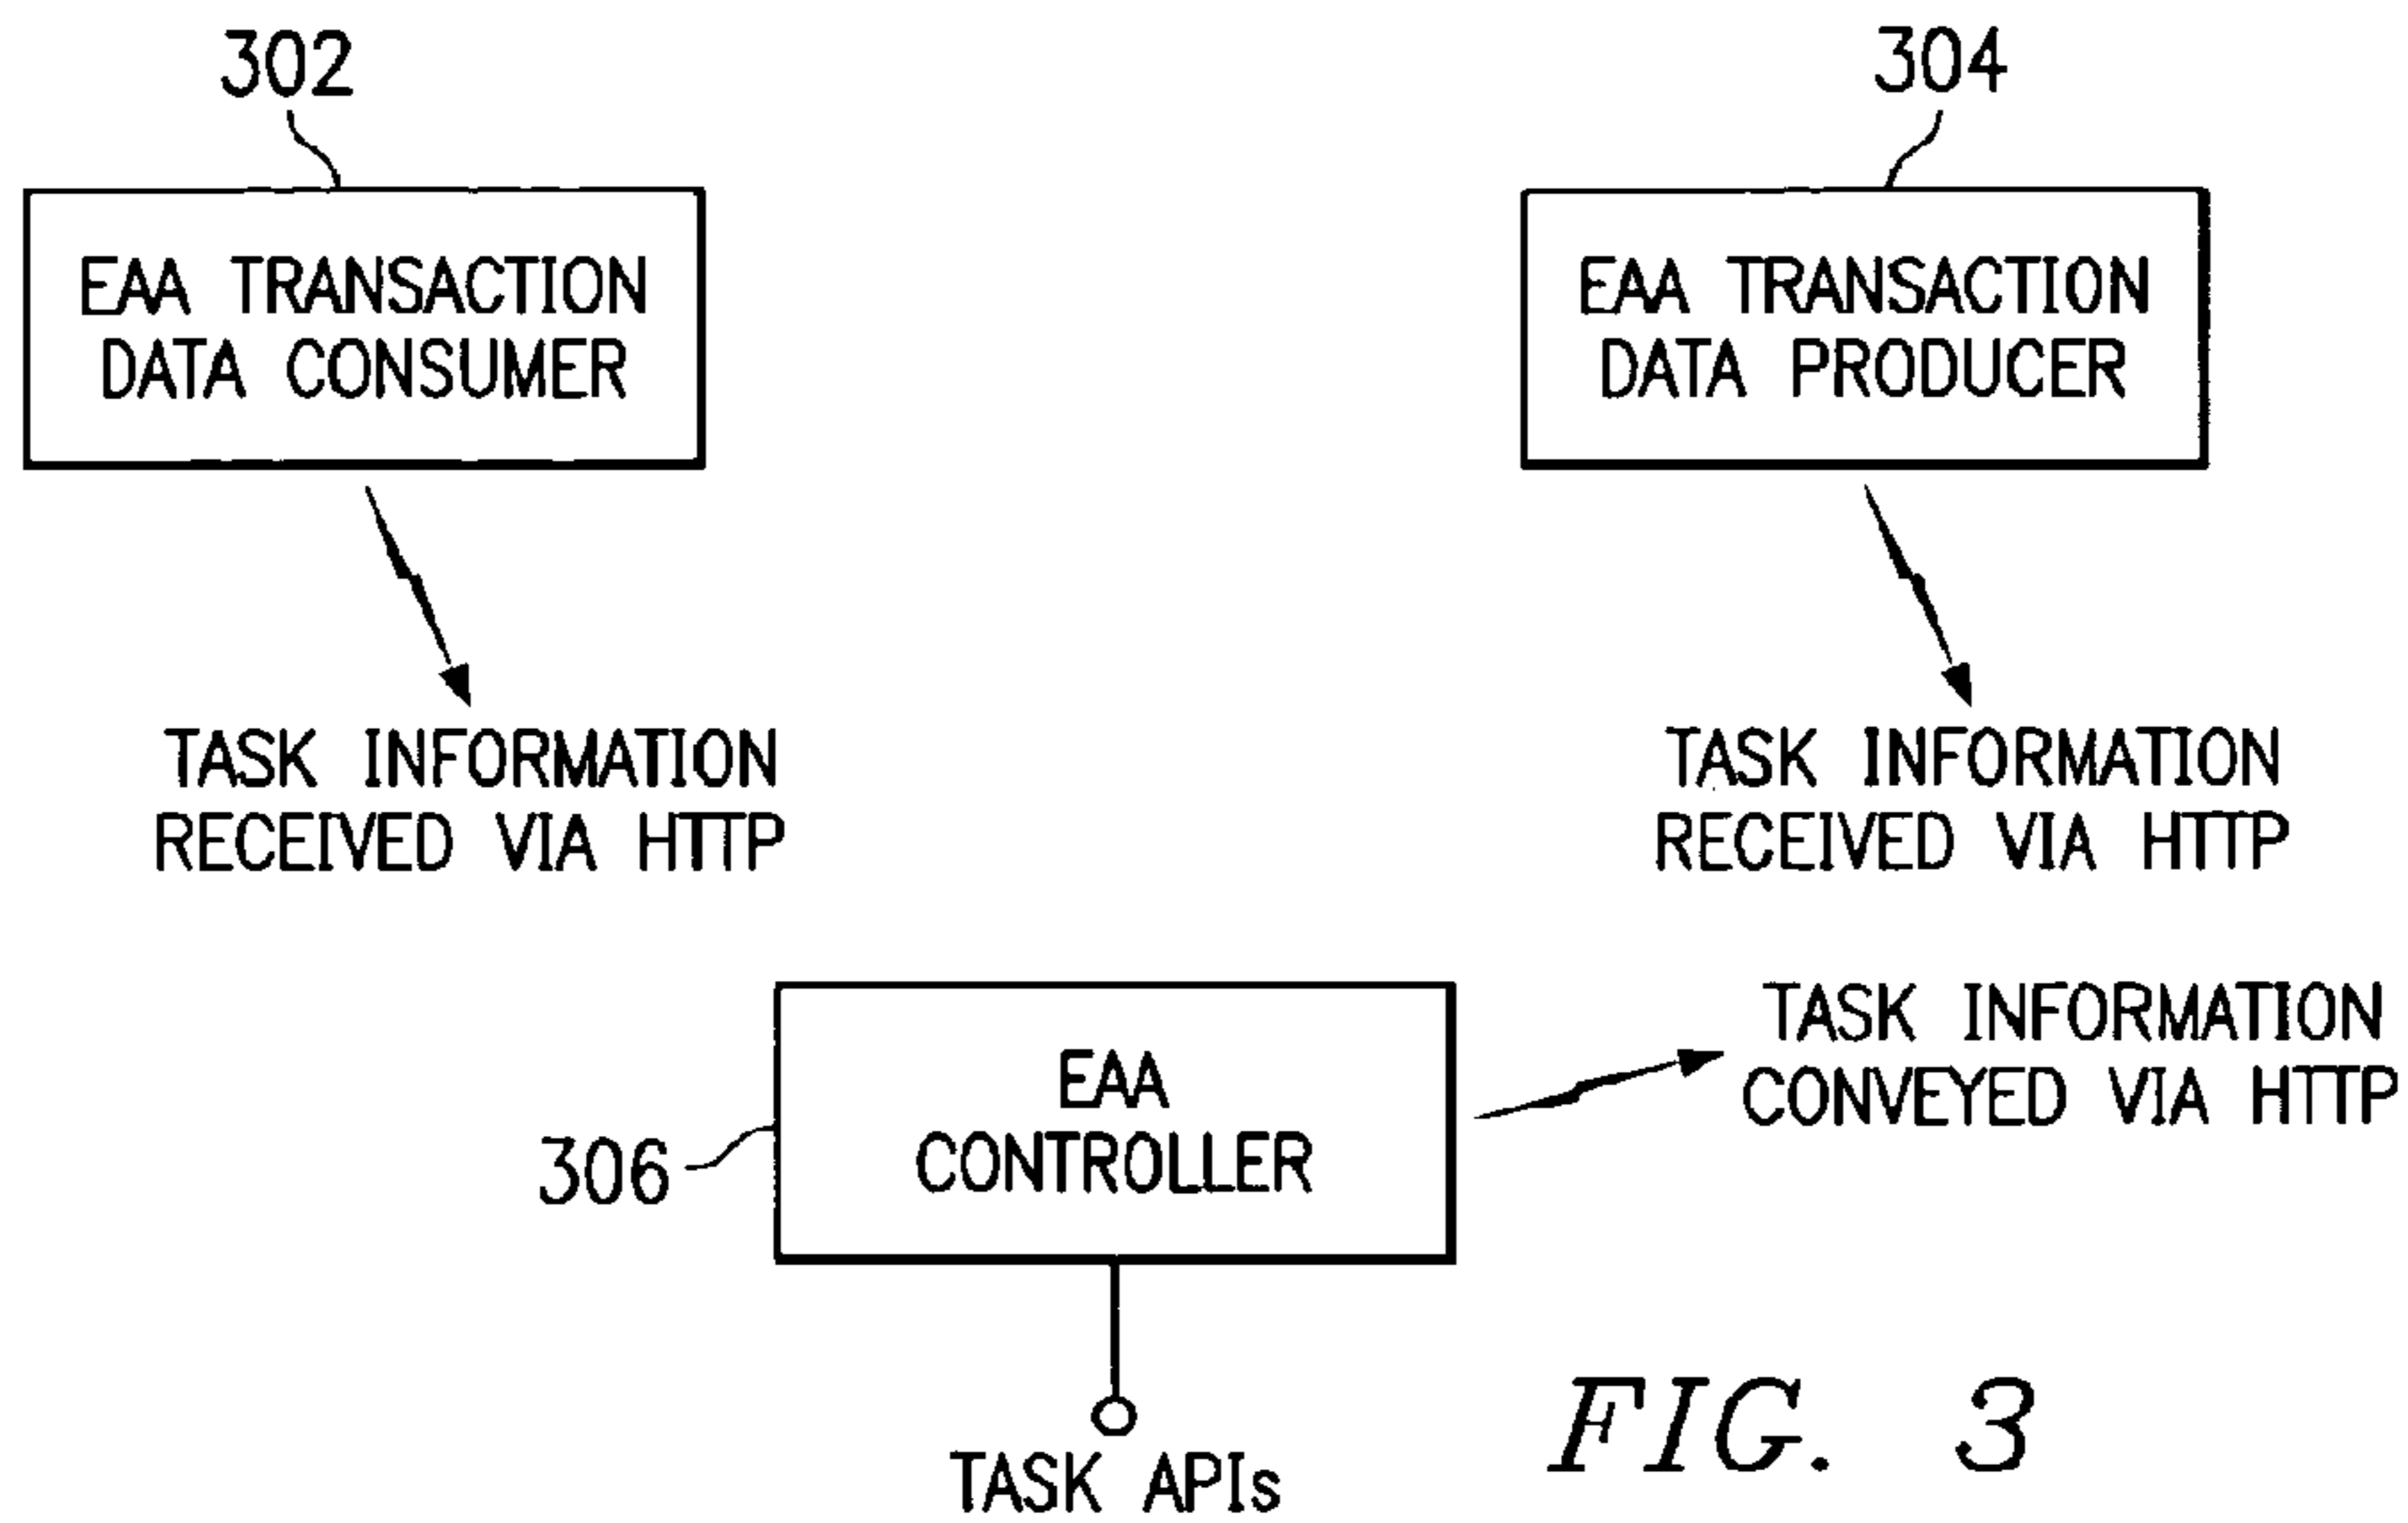 302
304
EAA TRANSACTION
DATA CONSUMER
EAA TRANSACTION
DATA PRODUCER
TASK INFORMATION
RECEIVED VIA HTTP
TASK INFORMATION
RECEIVED VIA HTTP
EAA
CONTROLLER
306
TASK INFORMATION
CONVEYED VIA HTTP
TASK APIs
FIG. 3